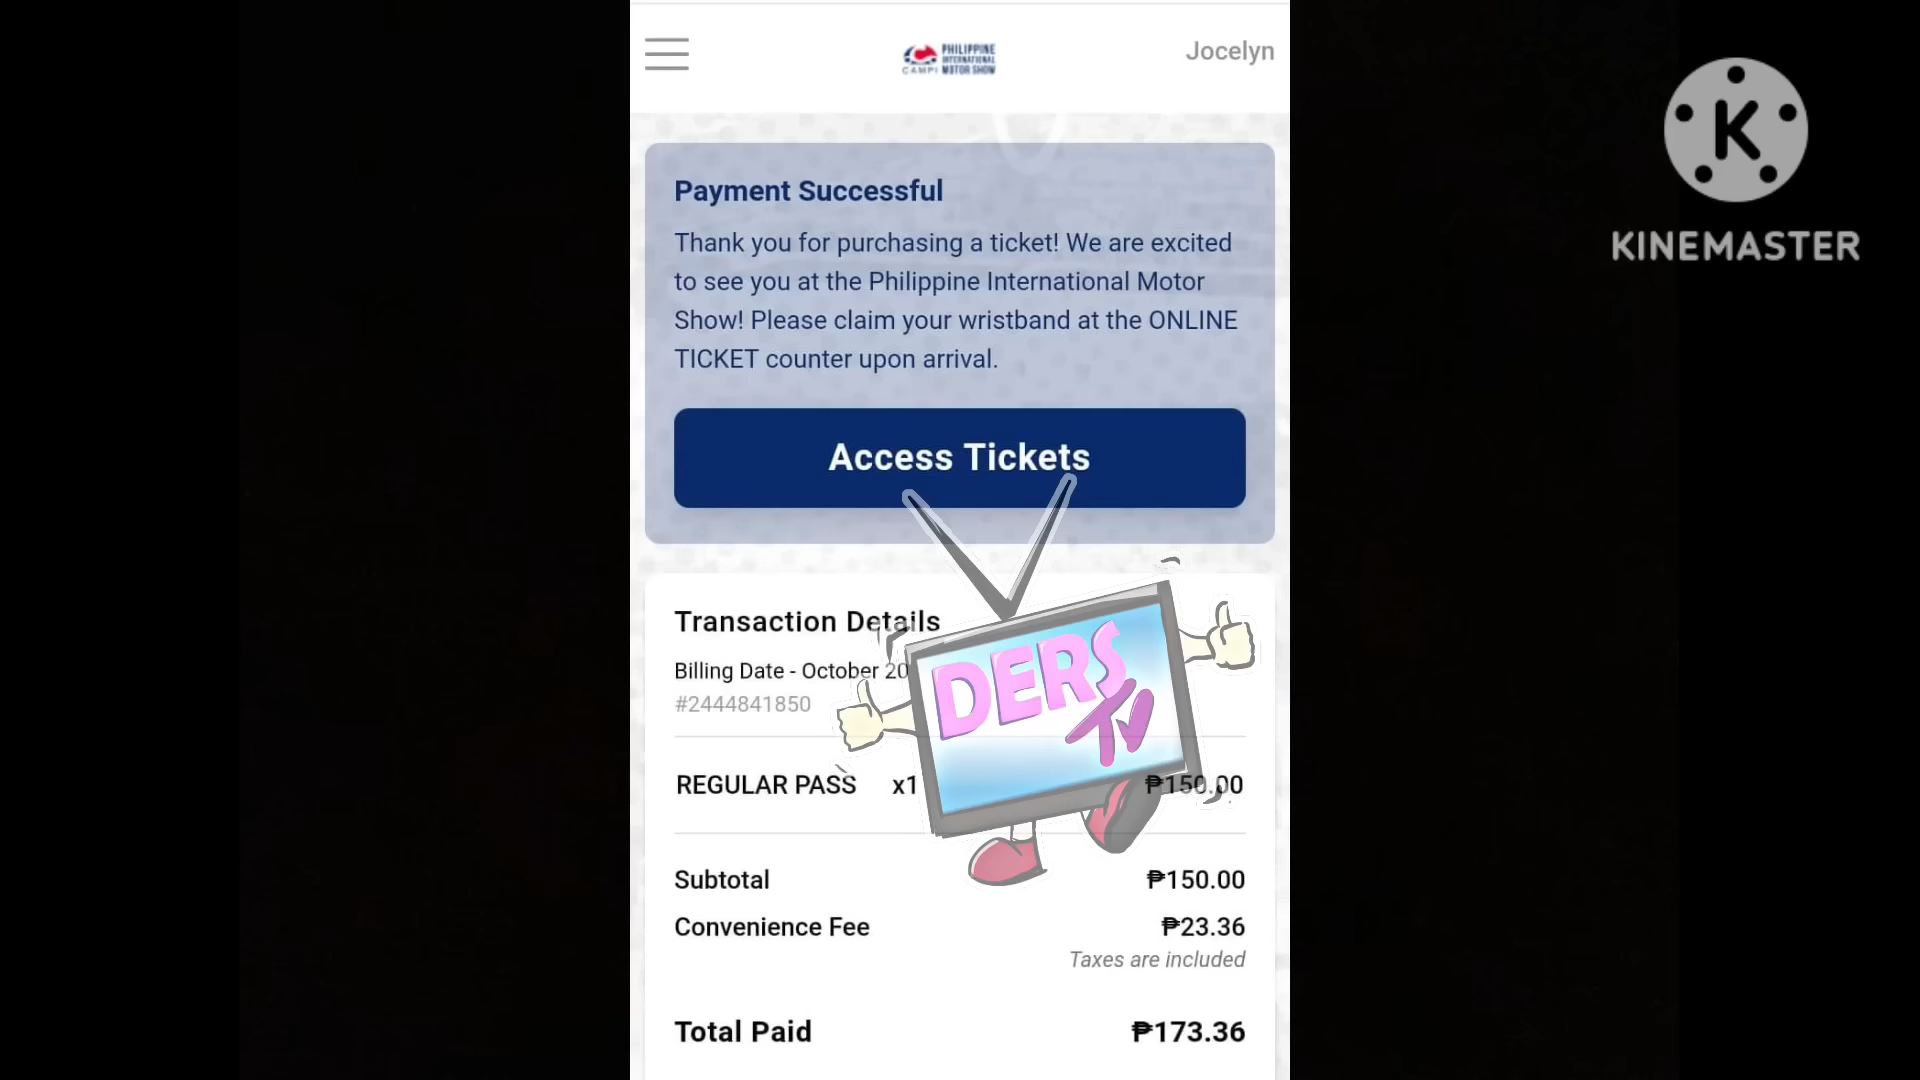 CAMPI
PHILIPPINE
INTERNATIONAL
MOTOR SHOW
Jocelyn
K
KINEMASTER
Payment Successful
Thank you for purchasing a ticket! We are excited
to see you at the Philippine International Motor
Show! Please claim your wristband at the ONLINE
TICKET counter upon arrival.
Access Tickets
Transaction Details
Billing Date - October 20
#2444841850
DERS
TV
REGULAR PASS x1 ₱150.00
Subtotal ₱150.00
Convenience Fee ₱23.36
Taxes are included
Total Paid ₱173.36